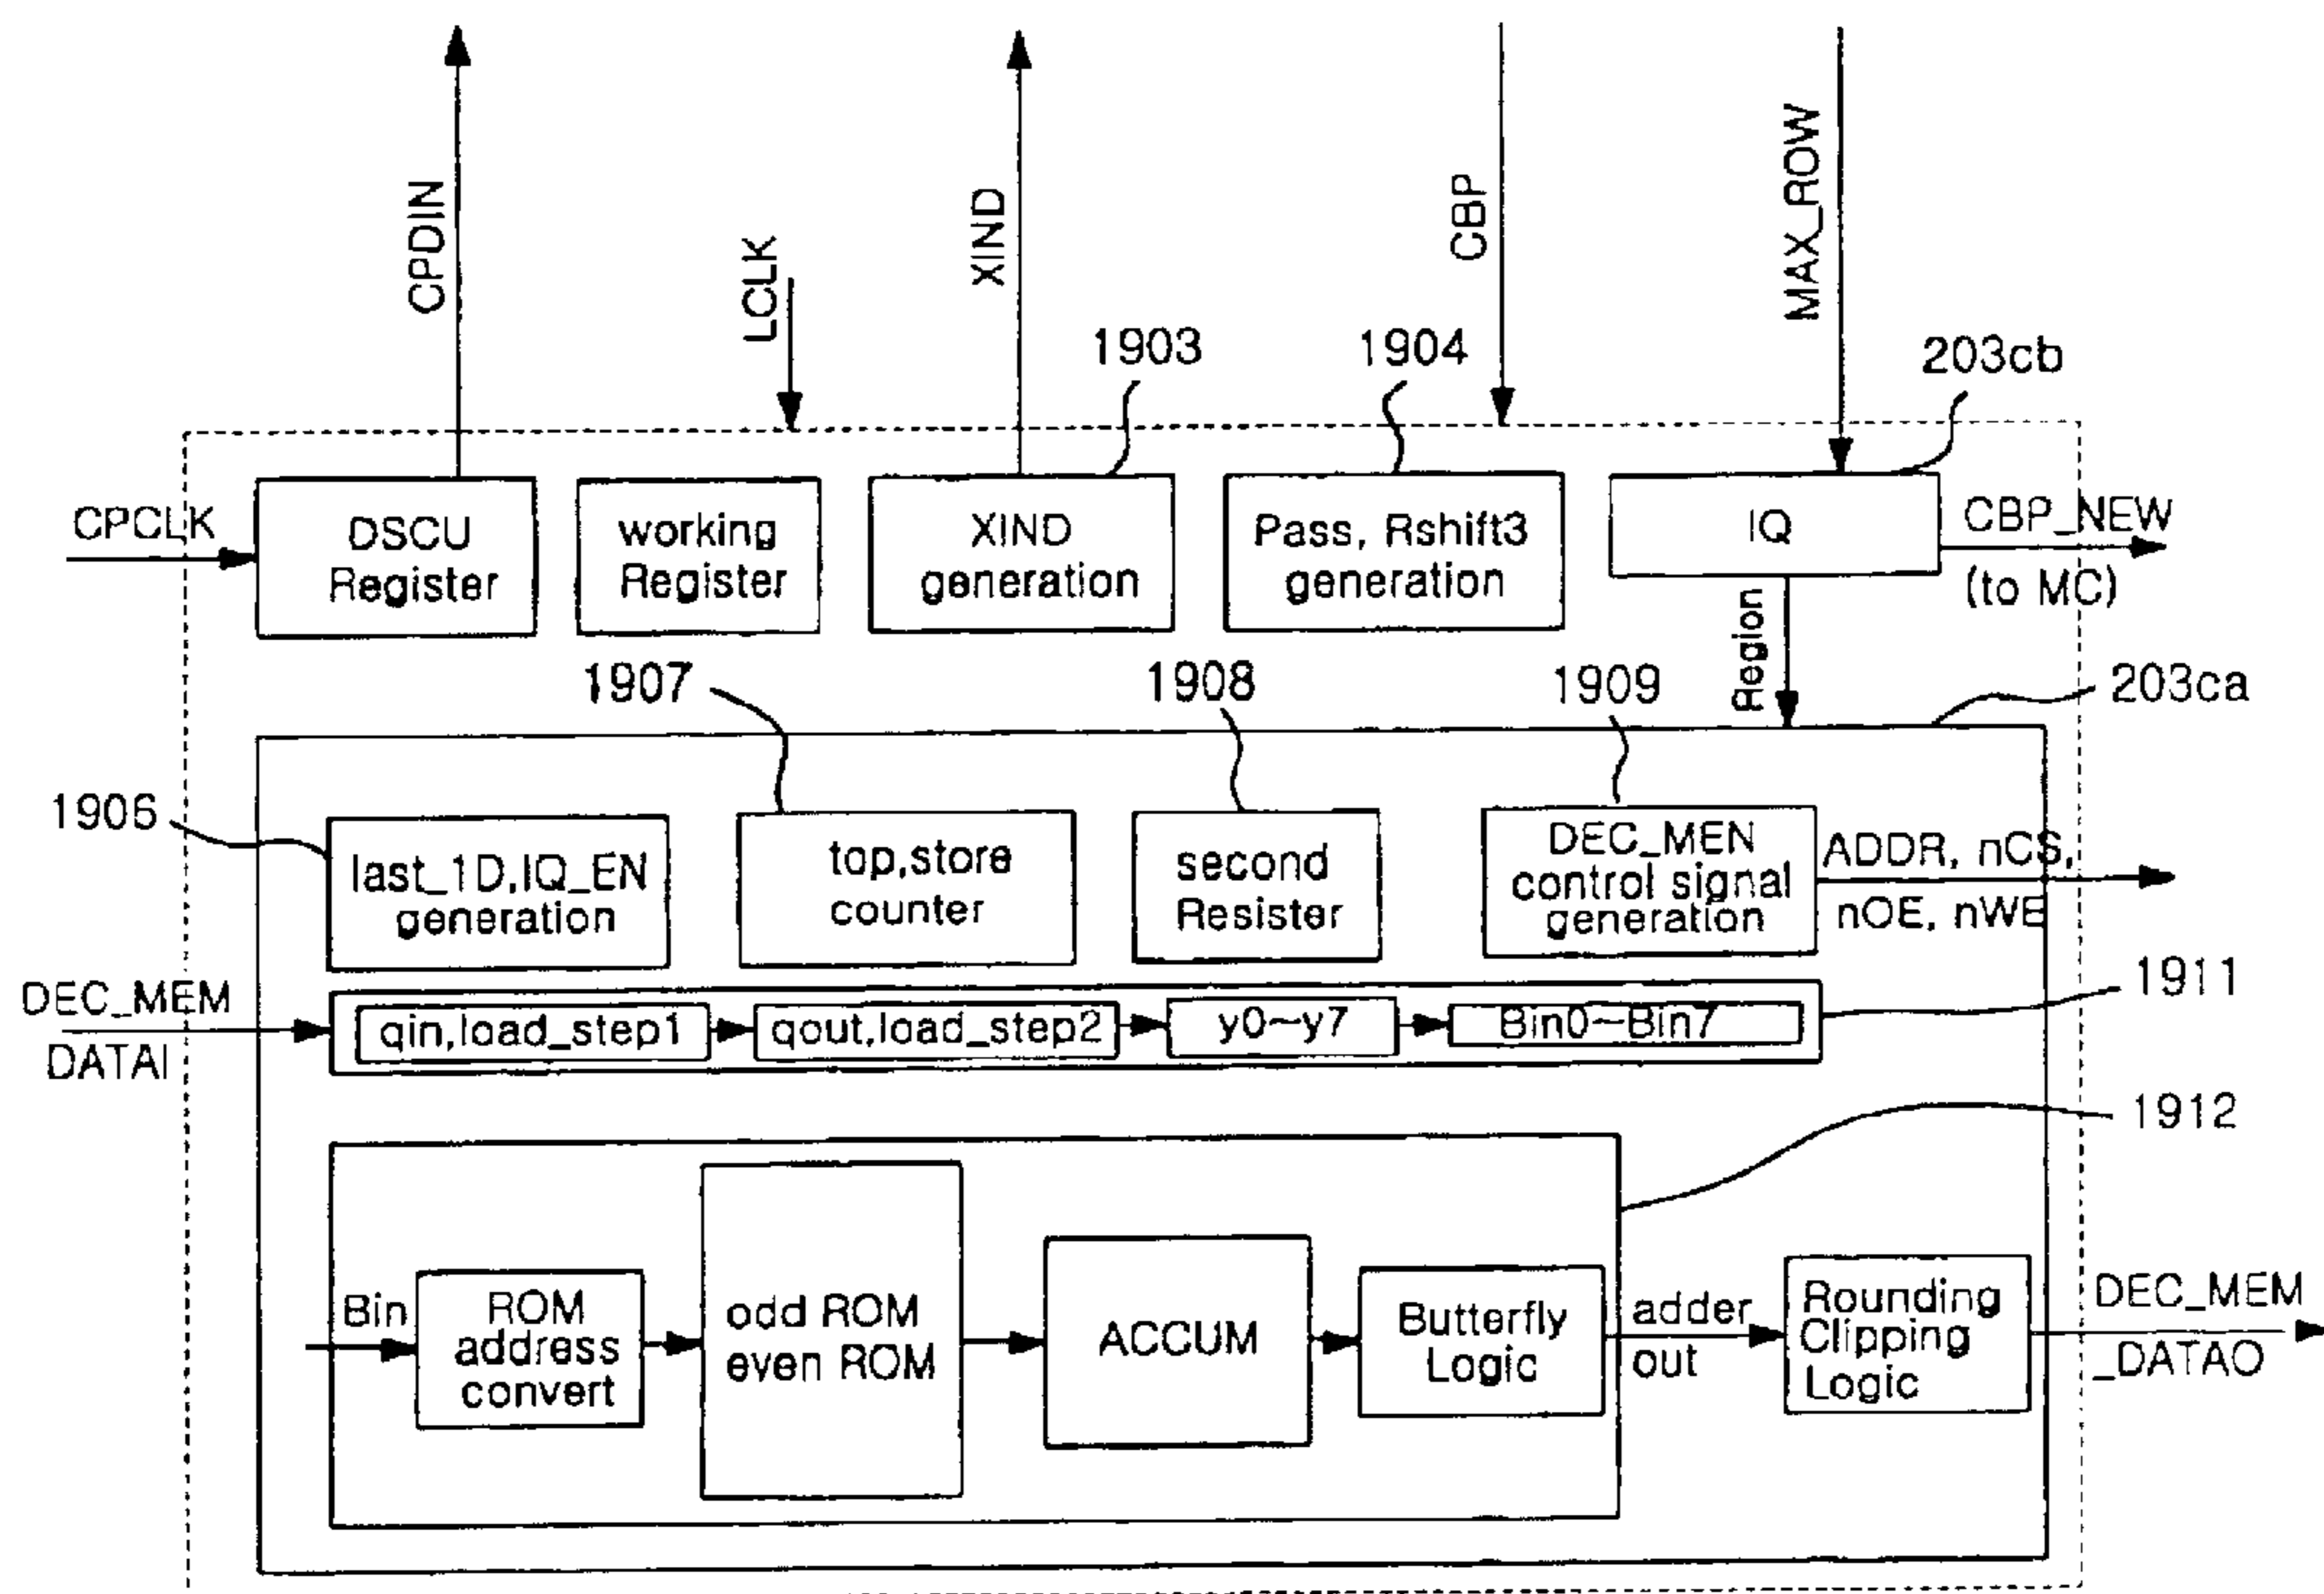 CPDIN
LCLK
XIND
CBP
MAX_ROW
1903
1904
203cb
CPCLK
DSCU
Register
working
Register
XIND
generation
Pass, Rshift3
generation
IQ
CBP_NEW
(to MC)
Region
1907
1908
1909
203ca
1906
last_1D,IQ_EN
generation
top,store
counter
second
Resister
DEC_MEN
control signal
generation
ADDR, nCS,
nOE, nWE
DEC_MEM
DATAI
qin,load_step1
qout,load_step2
y0~y7
Bin0~Bin7
1911
1912
Bin
ROM
address
convert
odd ROM
even ROM
ACCUM
Butterfly
Logic
adder
out
Rounding
Clipping
Logic
DEC_MEM
_DATAO